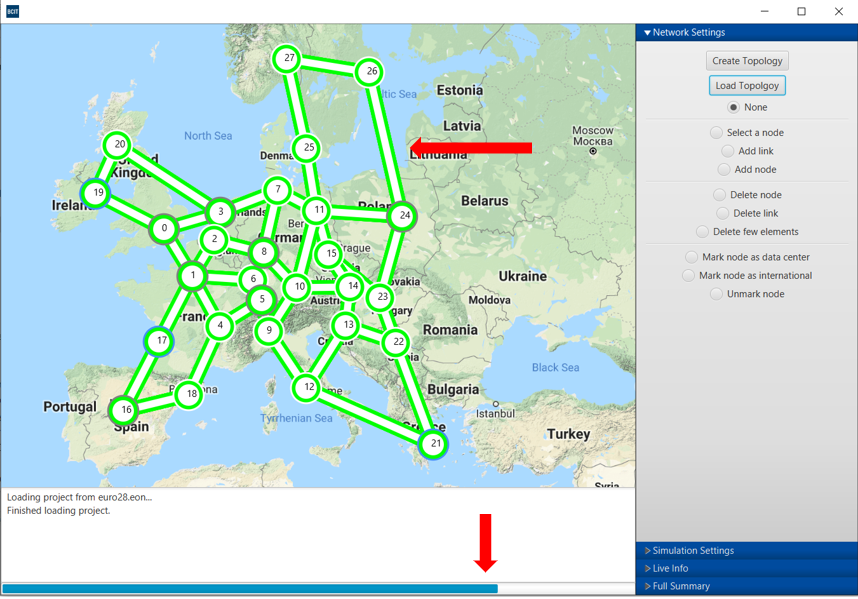 BCIT
Network Settings
Create Topology
Load Topolgoy
None
Select a node
Add link
Add node
Delete node
Delete link
Delete few elements
Mark node as data center
Mark node as international
Unmark node
Simulation Settings
Live Info
Full Summary
27
26
Estonia
Latvia
Lithuania
Moscow
Москва
North Sea
25
20
19
Ireland
3
7
11
24
Belarus
0
2
8
15
1
6
10
14
5
23
Ukraine
Moldova
4
9
13
22
Romania
17
Black Sea
18
12
Bulgaria
Portugal
16
Spain
Tyrrhenian Sea
Istanbul
21
Turkey
Loading project from euro28.eon...
Finished loading project.